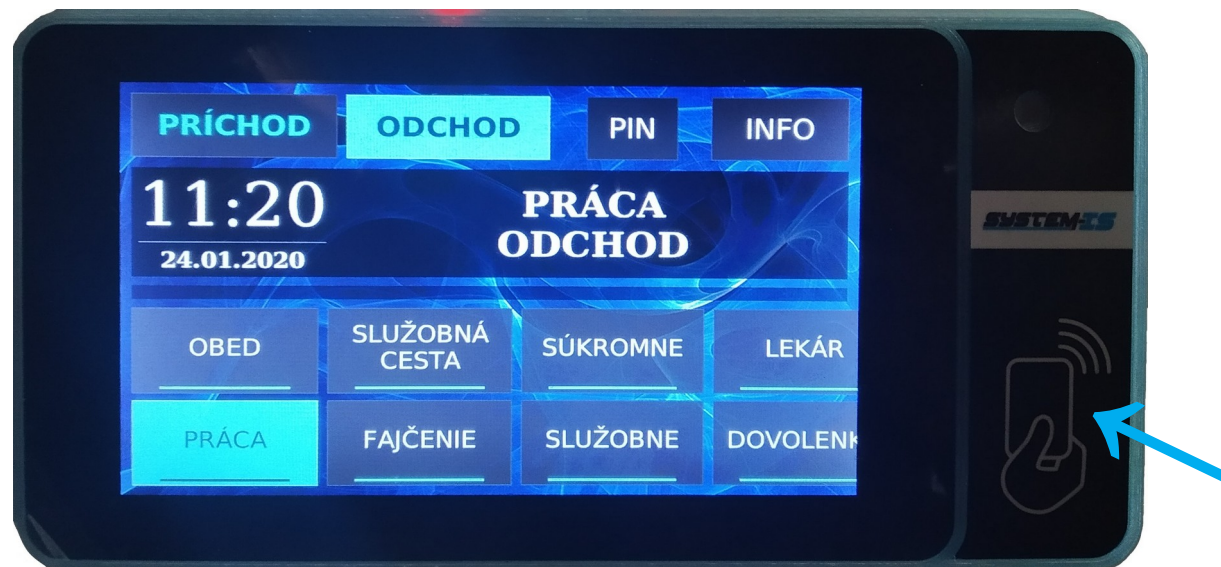 PRÍCHOD ODCHOD PIN INFO
11:20
24.01.2020
PRÁCA
ODCHOD
SYSTEM-IS
OBED SLUŽOBNÁ CESTA SÚKROMNE LEKÁR
PRÁCA FAJČENIE SLUŽOBNE DOVOLENK